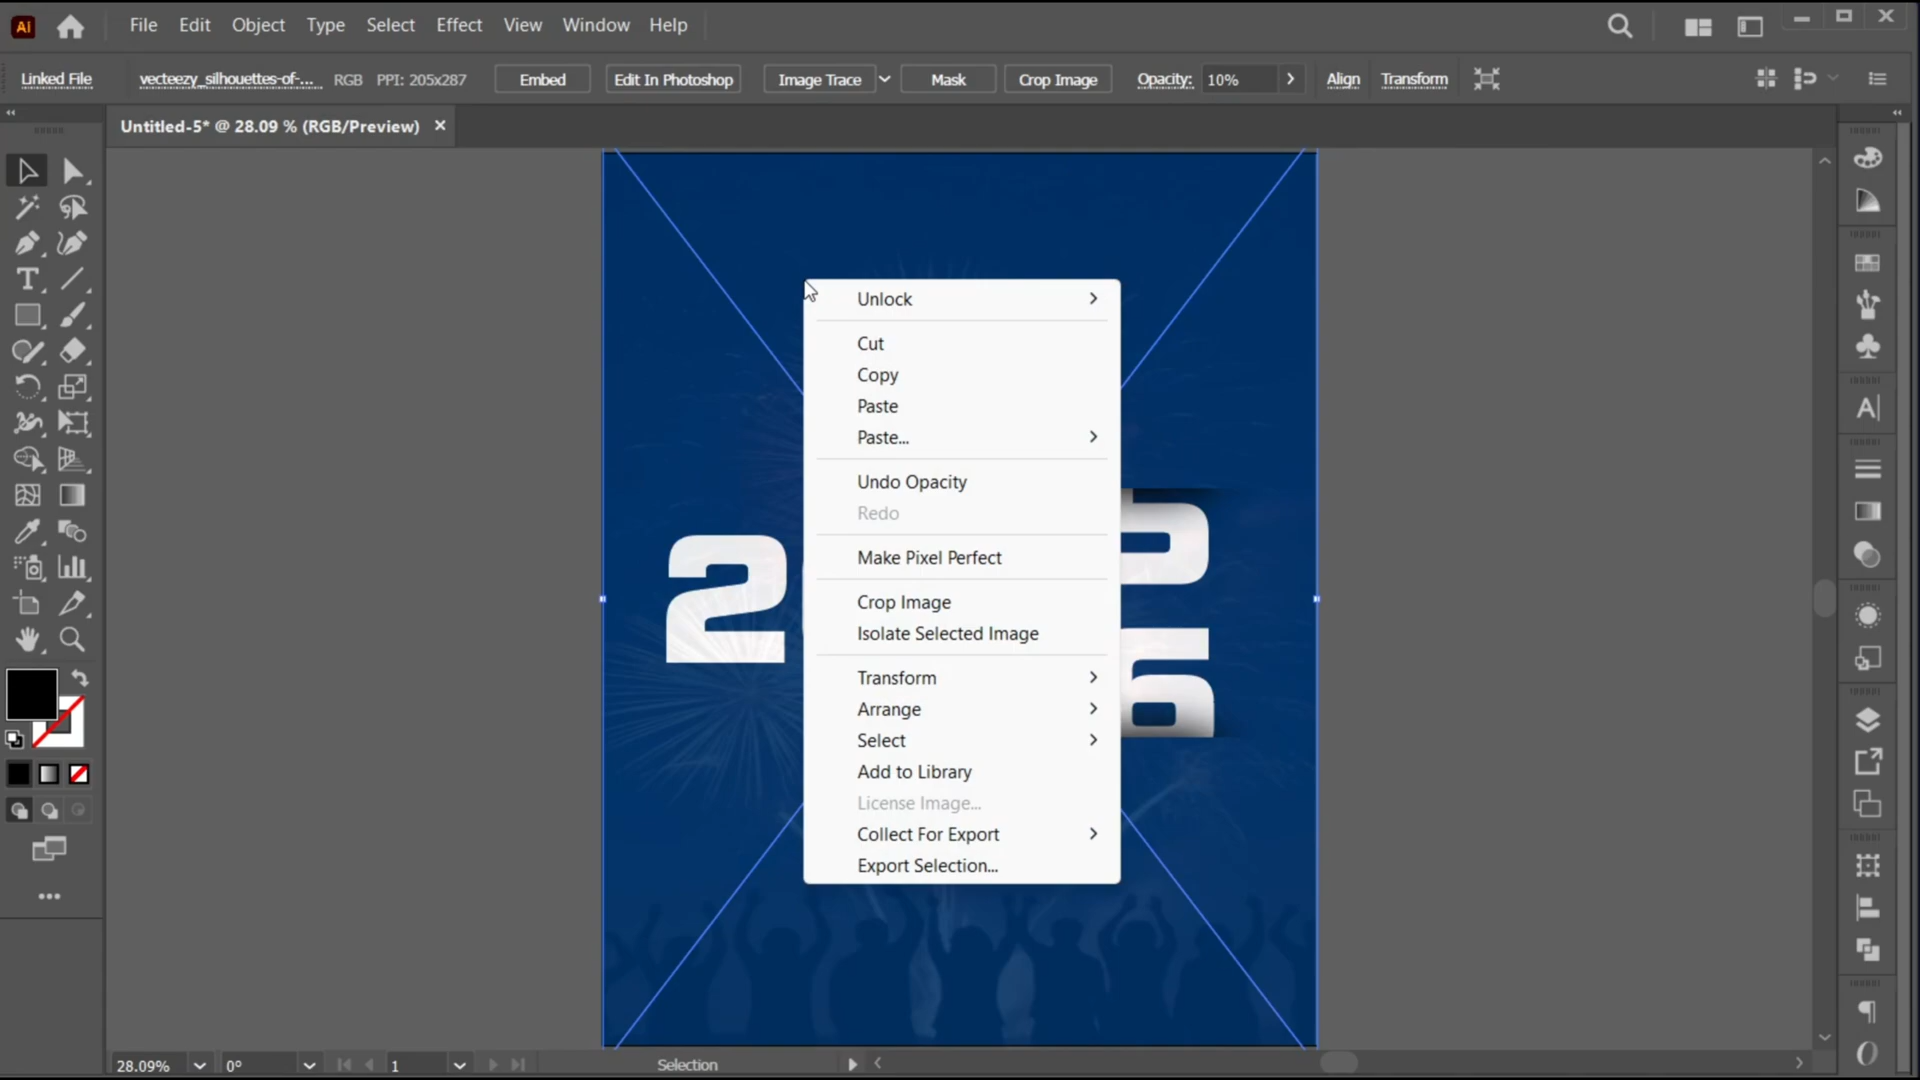 Ai File Edit Object Type Select Effect View Window Help
Linked File vecteezy_silhouettes-of-... RGB PPI: 205x287 Embed Edit In Photoshop Image Trace Mask Crop Image Opacity: 10% Align Transform
Untitled-5* @ 28.09 % (RGB/Preview)
Unlock
Cut
Copy
Paste
Paste...
Undo Opacity
Redo
Make Pixel Perfect
Crop Image
Isolate Selected Image
Transform
Arrange
Select
Add to Library
License Image...
Collect For Export
Export Selection...
2
6
28.09% 0° 1 Selection